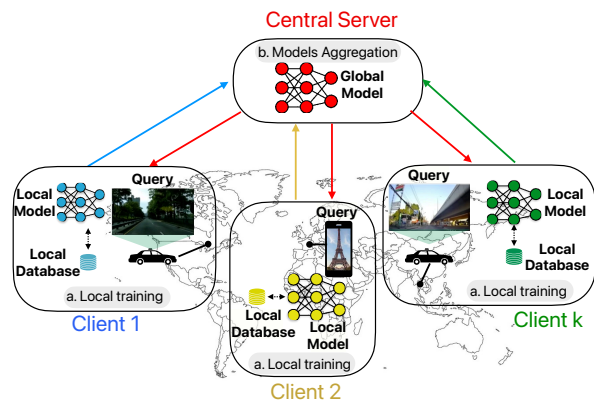 Central Server
b. Models Aggregation
Global
Model
Query
Local
Model
Local
Database
a. Local training
Client 1
Query
Local
Database
Local
Model
a. Local training
Client 2
Query
Local
Model
Local
Database
a. Local training
Client k